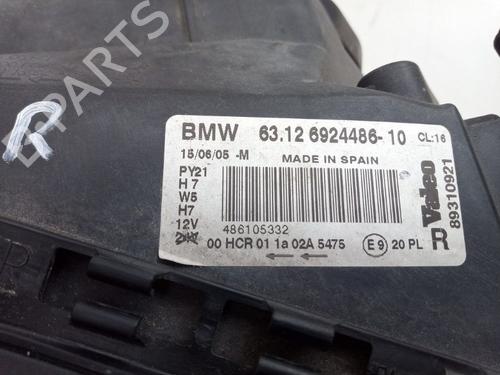 R
BMW 63.12 6924486-10 CL:16
15/06/05 -M MADE IN SPAIN
PY21
H7
W5
H7
12V
486105332
00 HCR 01 1a 02A 5475 E9 20 PL
R
Valeo
89310921
R